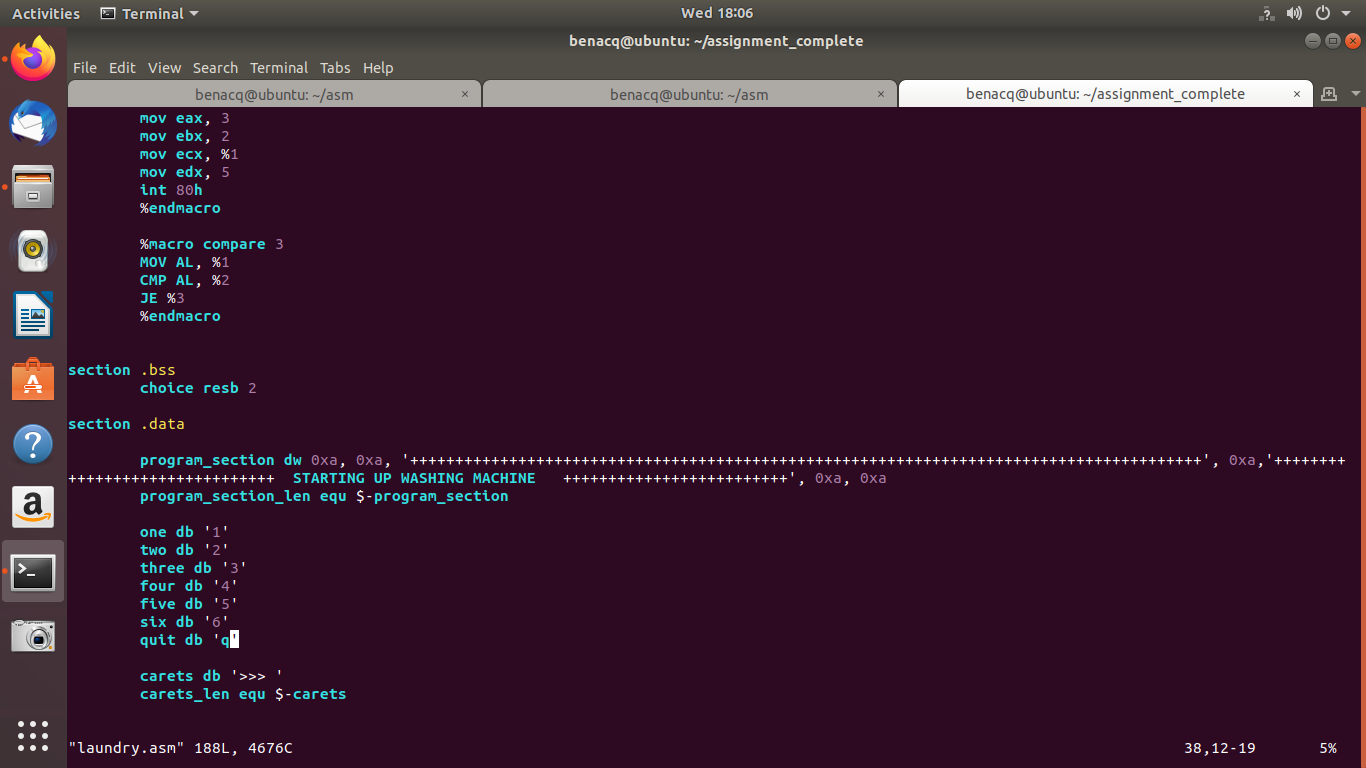 Activities Terminal Wed 18:06
benacq@ubuntu: ~/assignment_complete
File Edit View Search Terminal Tabs Help
benacq@ubuntu: ~/asm × benacq@ubuntu: ~/asm × benacq@ubuntu: ~/assignment_complete ×
mov eax, 3
mov ebx, 2
mov ecx, %1
mov edx, 5
int 80h
%endmacro
%macro compare 3
MOV AL, %1
CMP AL, %2
JE %3
%endmacro
section .bss
choice resb 2
section .data
program_section dw 0xa, 0xa, '++++++++++++++++++++++++++++++++++++++++++++++++++++++++++++++++++++++++++++++++++++++++', 0xa,'++++++++
+++++++++++++++++++++++  STARTING UP WASHING MACHINE   +++++++++++++++++++++++++', 0xa, 0xa
program_section_len equ $-program_section
one db '1'
two db '2'
three db '3'
four db '4'
five db '5'
six db '6'
quit db 'q'
carets db '>>> '
carets_len equ $-carets
"laundry.asm" 188L, 4676C 38,12-19 5%